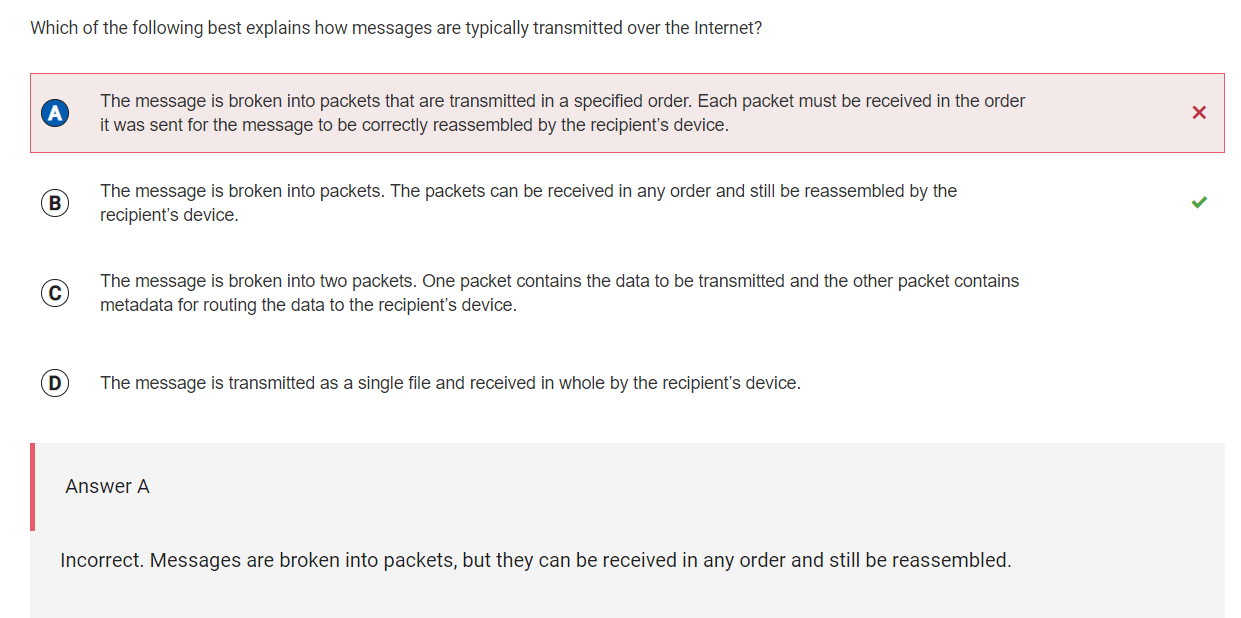 Which of the following best explains how messages are typically transmitted over the Internet?
A
The message is broken into packets that are transmitted in a specified order. Each packet must be received in the order
it was sent for the message to be correctly reassembled by the recipient's device.
B
The message is broken into packets. The packets can be received in any order and still be reassembled by the
recipient's device.
C
The message is broken into two packets. One packet contains the data to be transmitted and the other packet contains
metadata for routing the data to the recipient's device.
D
The message is transmitted as a single file and received in whole by the recipient's device.
Answer A
Incorrect. Messages are broken into packets, but they can be received in any order and still be reassembled.